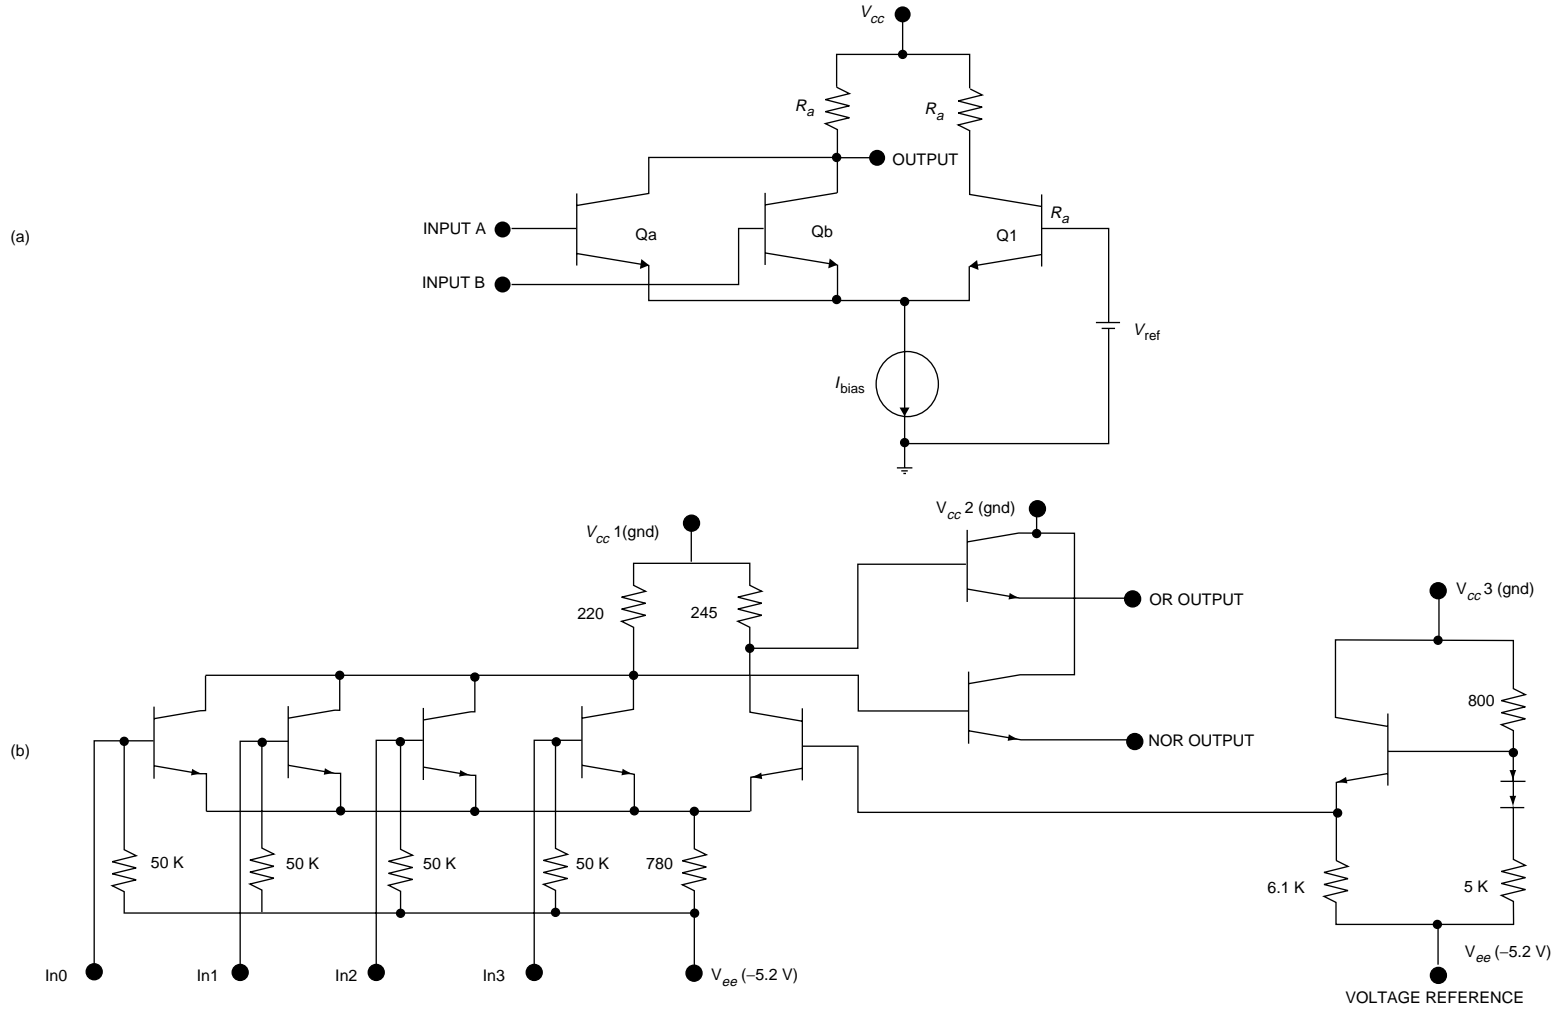 V_cc
R_a
R_a
OUTPUT
R_a
INPUT A
Qa
Qb
Q1
(a)
INPUT B
V_ref
I_bias
V_cc 2 (gnd)
V_cc 1(gnd)
V_cc 3 (gnd)
220
245
OR OUTPUT
800
NOR OUTPUT
(b)
50 K
50 K
50 K
50 K
780
6.1 K
5 K
In0
In1
In2
In3
V_ee (–5.2 V)
V_ee (–5.2 V)
VOLTAGE REFERENCE